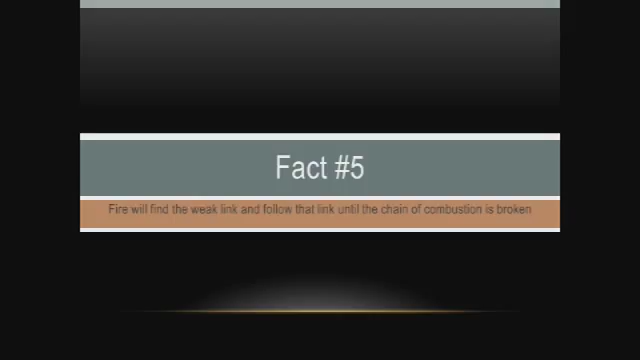 Fact #5
Fire will find the weak link and follow that link until the chain of combustion is broken